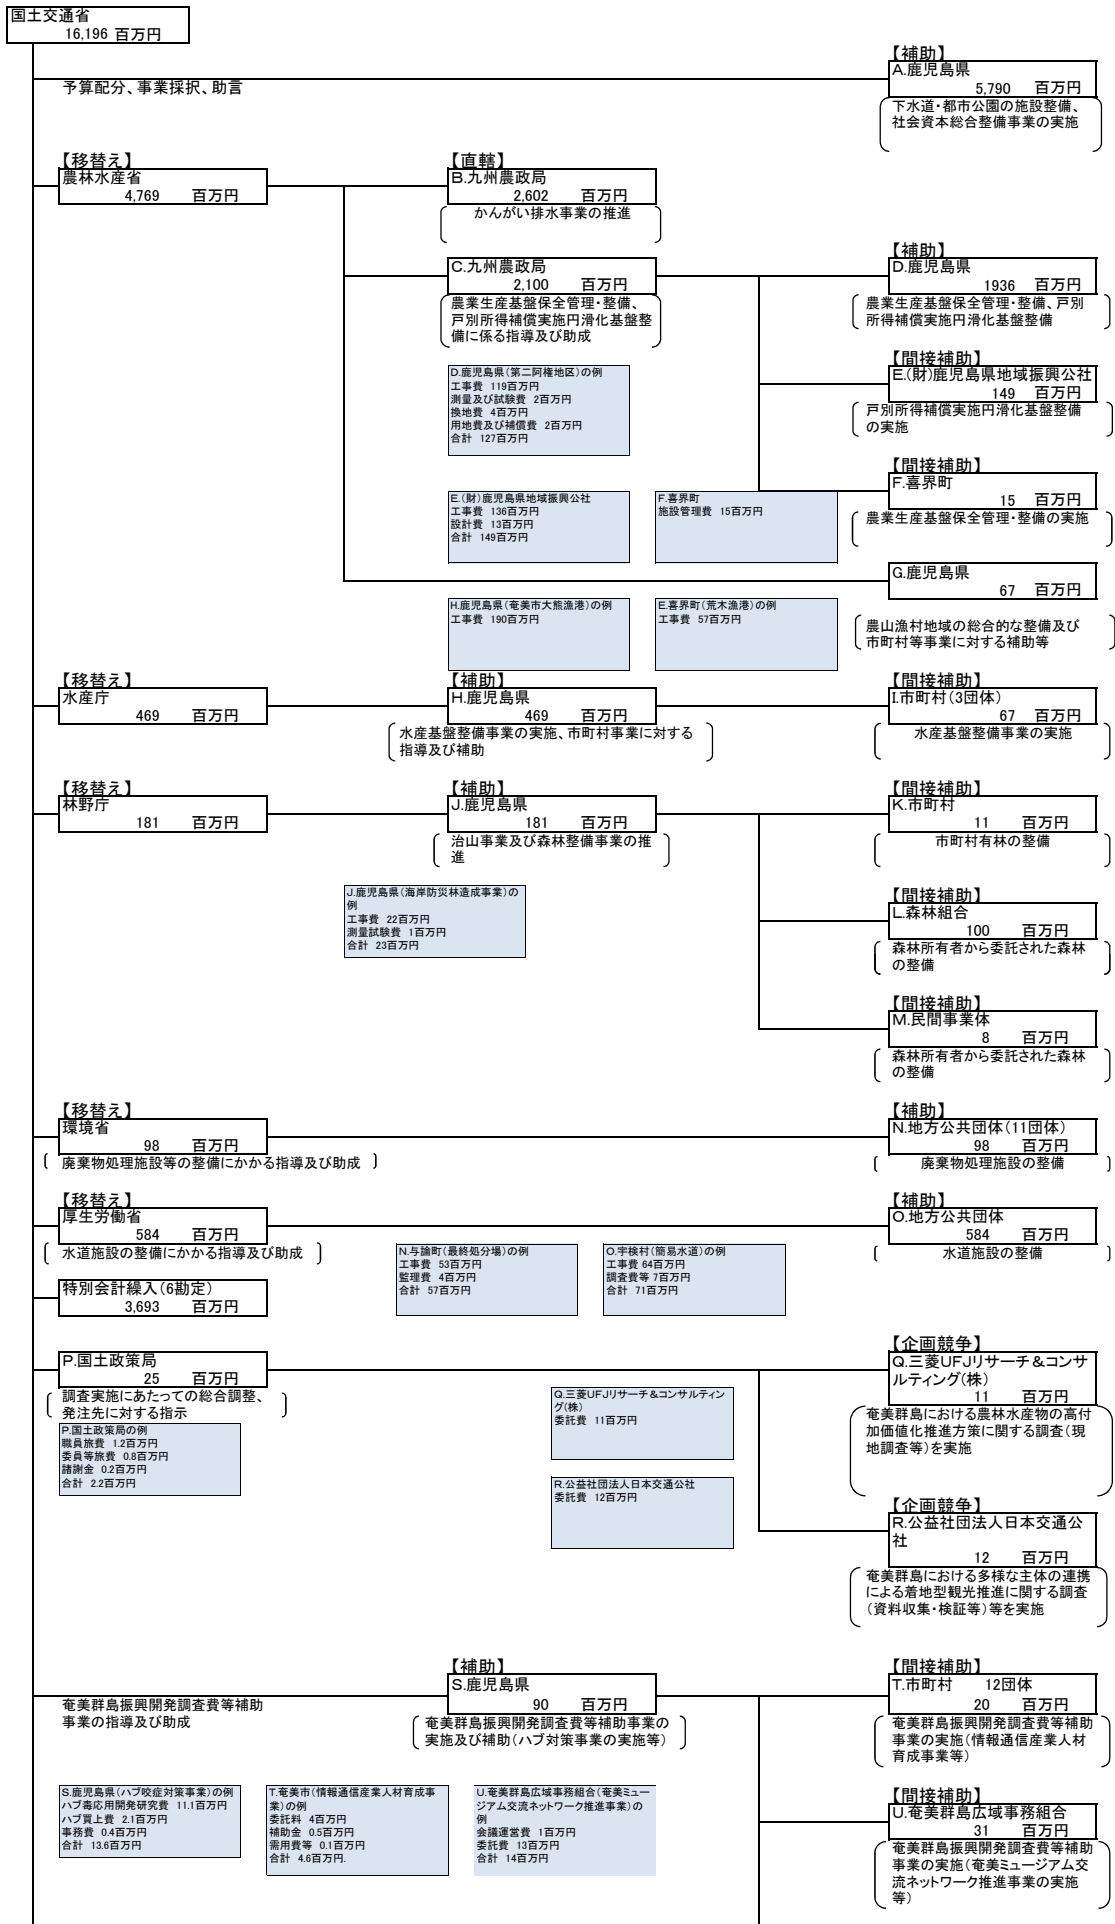 国土交通省
16,196 百万円
【補助】
A.鹿児島県
5,790 百万円
予算配分、事業採択、助言
下水道・都市公園の施設整備、
社会資本総合整備事業の実施
【移替え】
農林水産省
4,769 百万円
【直轄】
B.九州農政局
2,602 百万円
かんがい排水事業の推進
C.九州農政局
2,100 百万円
農業生産基盤保全管理・整備、
戸別所得補償実施円滑化基盤整
備に係る指導及び助成
【補助】
D.鹿児島県
1936 百万円
農業生産基盤保全管理・整備、戸別
所得補償実施円滑化基盤整備
D.鹿児島県(第二阿権地区)の例
工事費 119百万円
測量及び試験費 2百万円
換地費 4百万円
用地費及び補償費 2百万円
合計 127百万円
【間接補助】
E.(財)鹿児島県地域振興公社
149 百万円
戸別所得補償実施円滑化基盤整備
の実施
【間接補助】
F.喜界町
15 百万円
農業生産基盤保全管理・整備の実施
E.(財)鹿児島県地域振興公社
工事費 136百万円
設計費 13百万円
合計 149百万円
F.喜界町
施設管理費 15百万円
G.鹿児島県
67 百万円
農山漁村地域の総合的な整備及び
市町村等事業に対する補助等
H.鹿児島県(奄美市大熊漁港)の例
工事費 190百万円
E.喜界町(荒木漁港)の例
工事費 57百万円
【移替え】
水産庁
469 百万円
【補助】
H.鹿児島県
469 百万円
水産基盤整備事業の実施、市町村事業に対する
指導及び補助
【間接補助】
I.市町村(3団体)
67 百万円
水産基盤整備事業の実施
【移替え】
林野庁
181 百万円
【補助】
J.鹿児島県
181 百万円
治山事業及び森林整備事業の推
進
【間接補助】
K.市町村
11 百万円
市町村有林の整備
J.鹿児島県(海岸防災林造成事業)の
例
工事費 22百万円
測量試験費 1百万円
合計 23百万円
【間接補助】
L.森林組合
100 百万円
森林所有者から委託された森林
の整備
【間接補助】
M.民間事業体
8 百万円
森林所有者から委託された森林
の整備
【移替え】
環境省
98 百万円
廃棄物処理施設等の整備にかかる指導及び助成
【補助】
N.地方公共団体(11団体)
98 百万円
廃棄物処理施設の整備
【移替え】
厚生労働省
584 百万円
水道施設の整備にかかる指導及び助成
【補助】
O.地方公共団体
584 百万円
水道施設の整備
N.与論町(最終処分場)の例
工事費 53百万円
監理費 4百万円
合計 57百万円
O.宇検村(簡易水道)の例
工事費 64百万円
調査費等 7百万円
合計 71百万円
特別会計繰入(6勘定)
3,693 百万円
P.国土政策局
25 百万円
調査実施にあたっての総合調整、
発注先に対する指示
P.国土政策局の例
職員旅費 1.2百万円
委員等旅費 0.8百万円
諸謝金 0.2百万円
合計 2.2百万円
【企画競争】
Q.三菱UFJリサーチ&コンサ
ルティング(株)
11 百万円
奄美群島における農林水産物の高付
加価値化推進方策に関する調査(現
地調査等)を実施
Q.三菱UFJリサーチ&コンサルティン
グ(株)
委託費 11百万円
R.公益社団法人日本交通公社
委託費 12百万円
【企画競争】
R.公益社団法人日本交通公
社
12 百万円
奄美群島における多様な主体の連携
による着地型観光推進に関する調査
(資料収集・検証等)等を実施
奄美群島振興開発調査費等補助
事業の指導及び助成
【補助】
S.鹿児島県
90 百万円
奄美群島振興開発調査費等補助事業の
実施及び補助(ハブ対策事業の実施等)
【間接補助】
T.市町村 12団体
20 百万円
奄美群島振興開発調査費等補助
事業の実施(情報通信産業人材
育成事業等)
S.鹿児島県(ハブ咬症対策事業)の例
ハブ毒応用開発研究費 11.1百万円
ハブ買上費 2.1百万円
事務費 0.4百万円
合計 13.6百万円
T.奄美市(情報通信産業人材育成事
業)の例
委託料 4百万円
補助金 0.5百万円
需用費等 0.1百万円
合計 4.6百万円.
U.奄美群島広域事務組合(奄美ミュー
ジアム交流ネットワーク推進事業)の
例
会議運営費 1百万円
委託費 13百万円
合計 14百万円
【間接補助】
U.奄美群島広域事務組合
31 百万円
奄美群島振興開発調査費等補助
事業の実施(奄美ミュージアム交
流ネットワーク推進事業の実施
等)